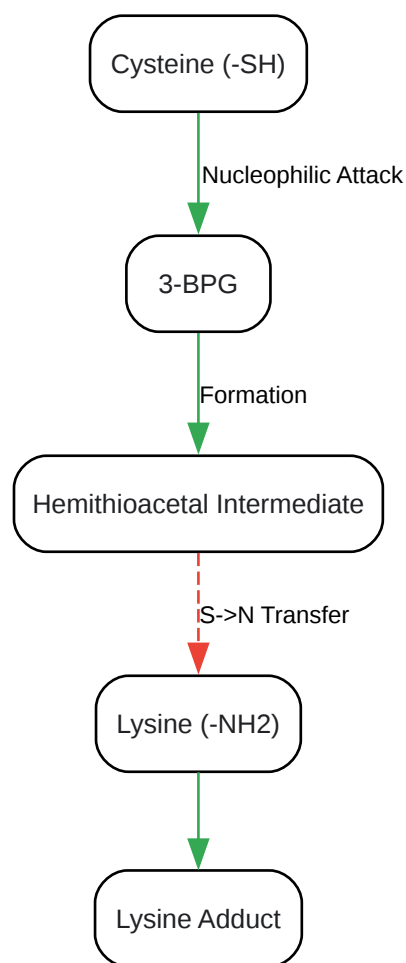 Cysteine (-SH)
Nucleophilic Attack
3-BPG
Formation
Hemithioacetal Intermediate
S->N Transfer
Lysine (-NH2)
Lysine Adduct